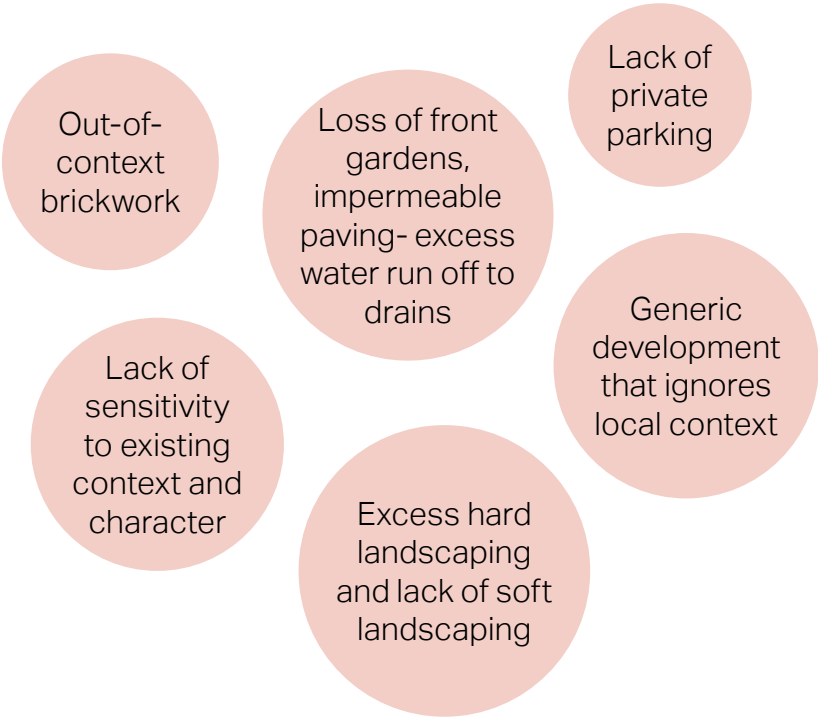 Out-of-
context
brickwork
Loss of front
gardens,
impermeable
paving- excess
water run off to
drains
Lack of
private
parking
Lack of
sensitivity
to existing
context and
character
Generic
development
that ignores
local context
Excess hard
landscaping
and lack of soft
landscaping